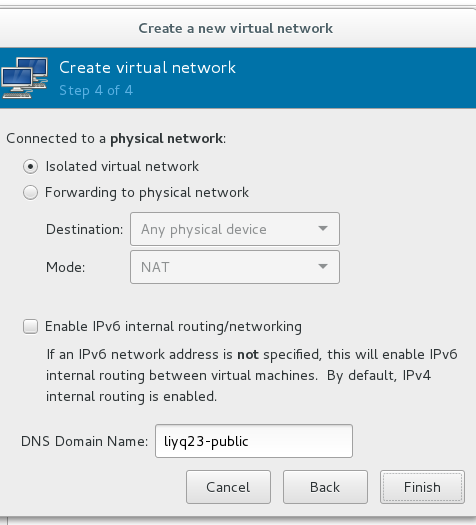 Create a new virtual network
Create virtual network
Step 4 of 4
Connected to a physical network:
Isolated virtual network
Forwarding to physical network
Destination: Any physical device
Mode: NAT
Enable IPv6 internal routing/networking
If an IPv6 network address is not specified, this will enable IPv6
internal routing between virtual machines. By default, IPv4
internal routing is enabled.
DNS Domain Name: liyq23-public
Cancel Back Finish